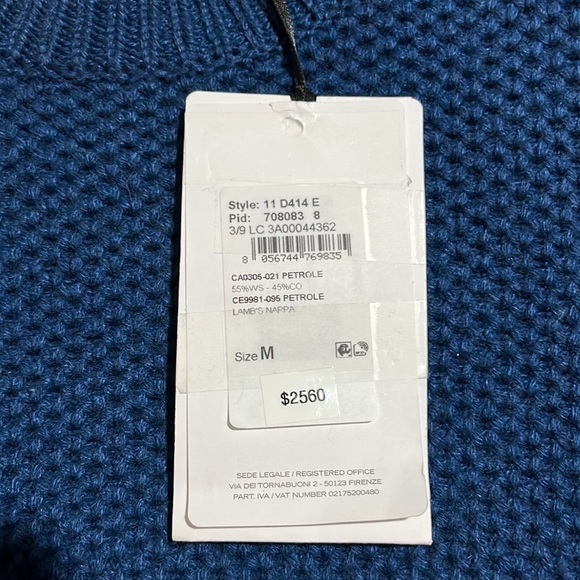 Style: 11 D414 E
Pid: 708083 8
3/9 LC 3A00044362
8 056744 769835
CA0305-021 PETROLE
55%WS - 45%CO
CE9981-095 PETROLE
LAMB'S NAPPA
Size M
$2560
SEDE LEGALE / REGISTERED OFFICE
VIA DEI TORNABUONI 2 - 50123 FIRENZE
PART. IVA / VAT NUMBER 02175200480